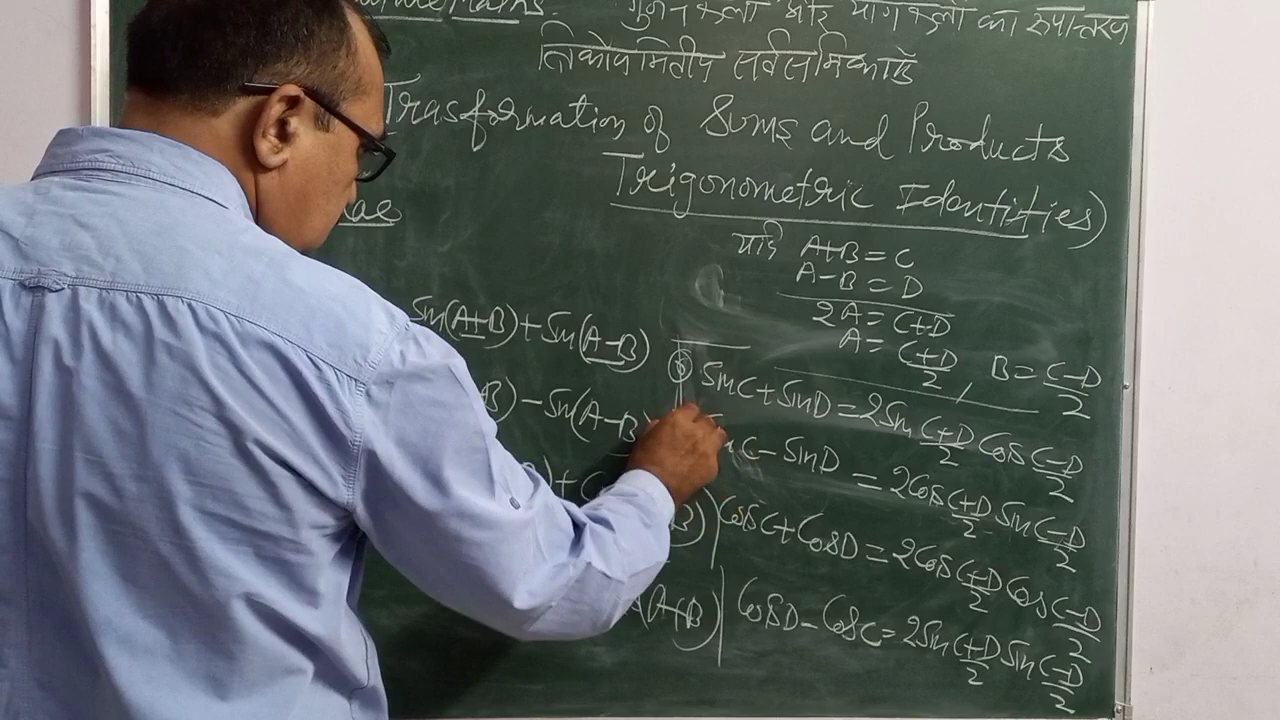 Maths.
गुणनफलों और योगफलों का रूपान्तरण
त्रिकोणमितीय सर्वसमिकाऐं
Trasformation of Sums and Products
Trigonometric Identities)
यदि A+B = C
A-B = D
2A = C+D
A = C+D/2, B = C-D/2
Sin(A+B)+Sin(A-B)
SinC+SinD = 2Sin C+D/2 Cos C-D/2
B) - Sin(A-B)
C - SinD = 2Cos C+D/2 Sin C-D/2
B) | CosC+CosD = 2Cos C+D/2 Cos C-D/2
(A+B) | CosD - CosC = 2Sin C+D/2 Sin C-D/2